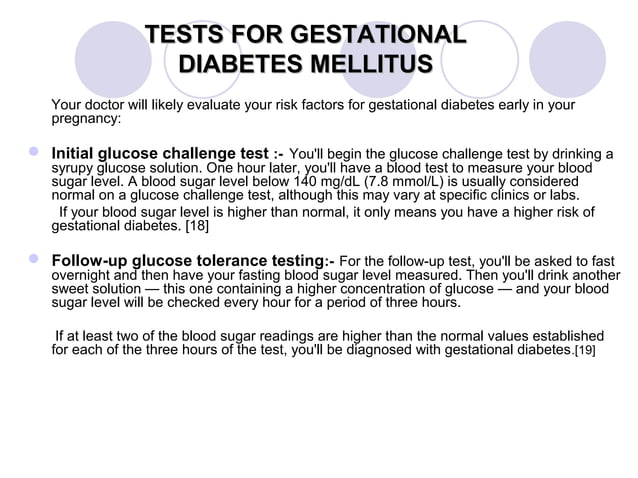 TESTS FOR GESTATIONAL
DIABETES MELLITUS
Your doctor will likely evaluate your risk factors for gestational diabetes early in your
pregnancy:
Initial glucose challenge test :- You'll begin the glucose challenge test by drinking a
syrupy glucose solution. One hour later, you'll have a blood test to measure your blood
sugar level. A blood sugar level below 140 mg/dL (7.8 mmo/L) is usually considered
normal on a glucose challenge test, although this may vary at specific clinics or labs.
If your blood sugar level is higher than normal, it only means you have a higher risk of
gestational diabetes. [18]
Follow-up glucose tolerance testing:- For the follow-up test, you'll be asked to fast
overnight and then have your fasting blood sugar level measured. Then you'll drink another
sweet solution — this one containing a higher concentration of glucose — and your blood
sugar level will be checked every hour for a period of three hours.
If at least two of the blood sugar readings are higher than the normal values established
for each of the three hours of the test, you'll be diagnosed with gestational diabetes.[19]